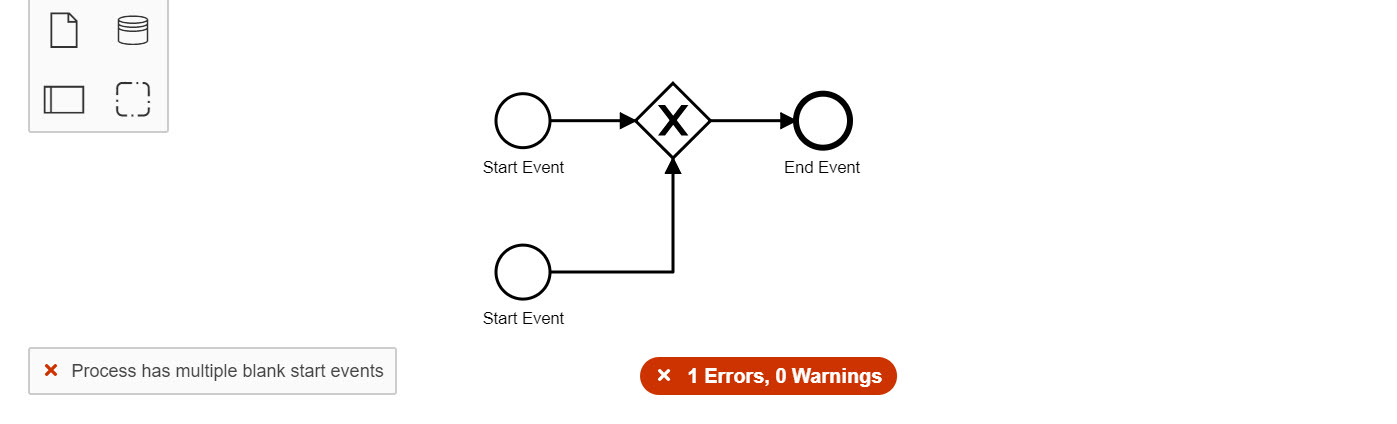 Start Event
End Event
Start Event
Process has multiple blank start events
1 Errors, 0 Warnings